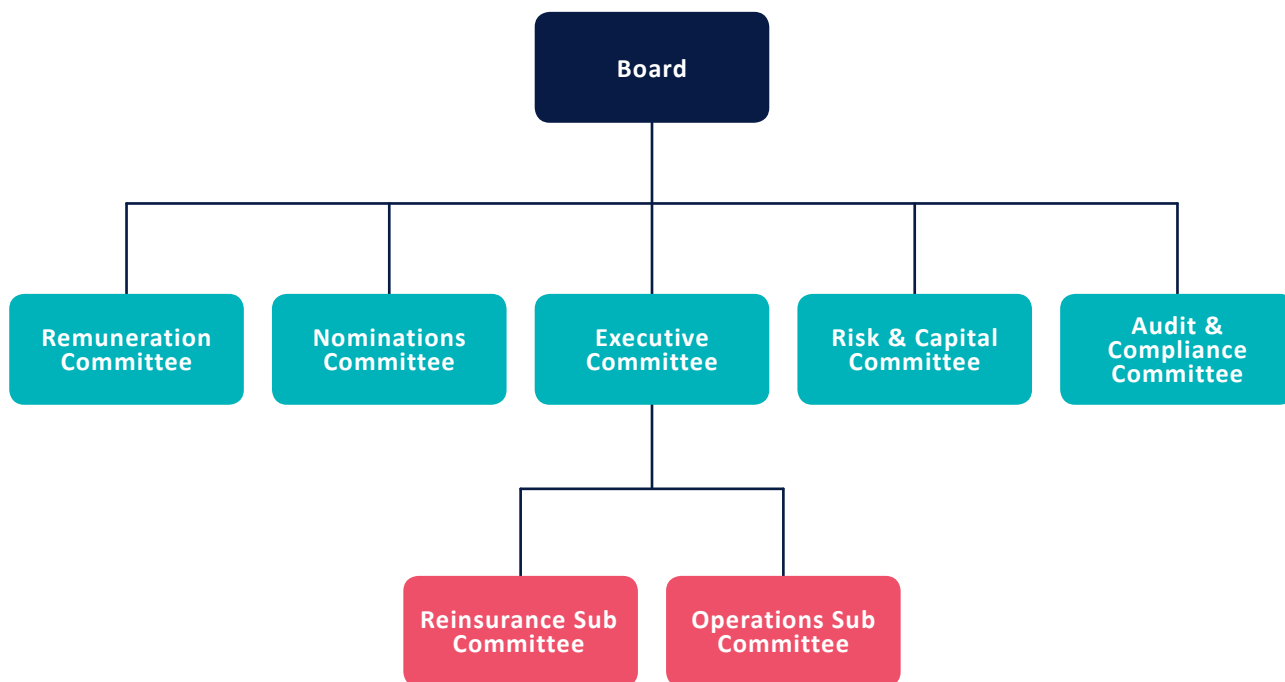 Board
Remuneration
Committee
Nominations
Committee
Executive
Committee
Risk & Capital
Committee
Audit &
Compliance
Committee
Reinsurance Sub
Committee
Operations Sub
Committee